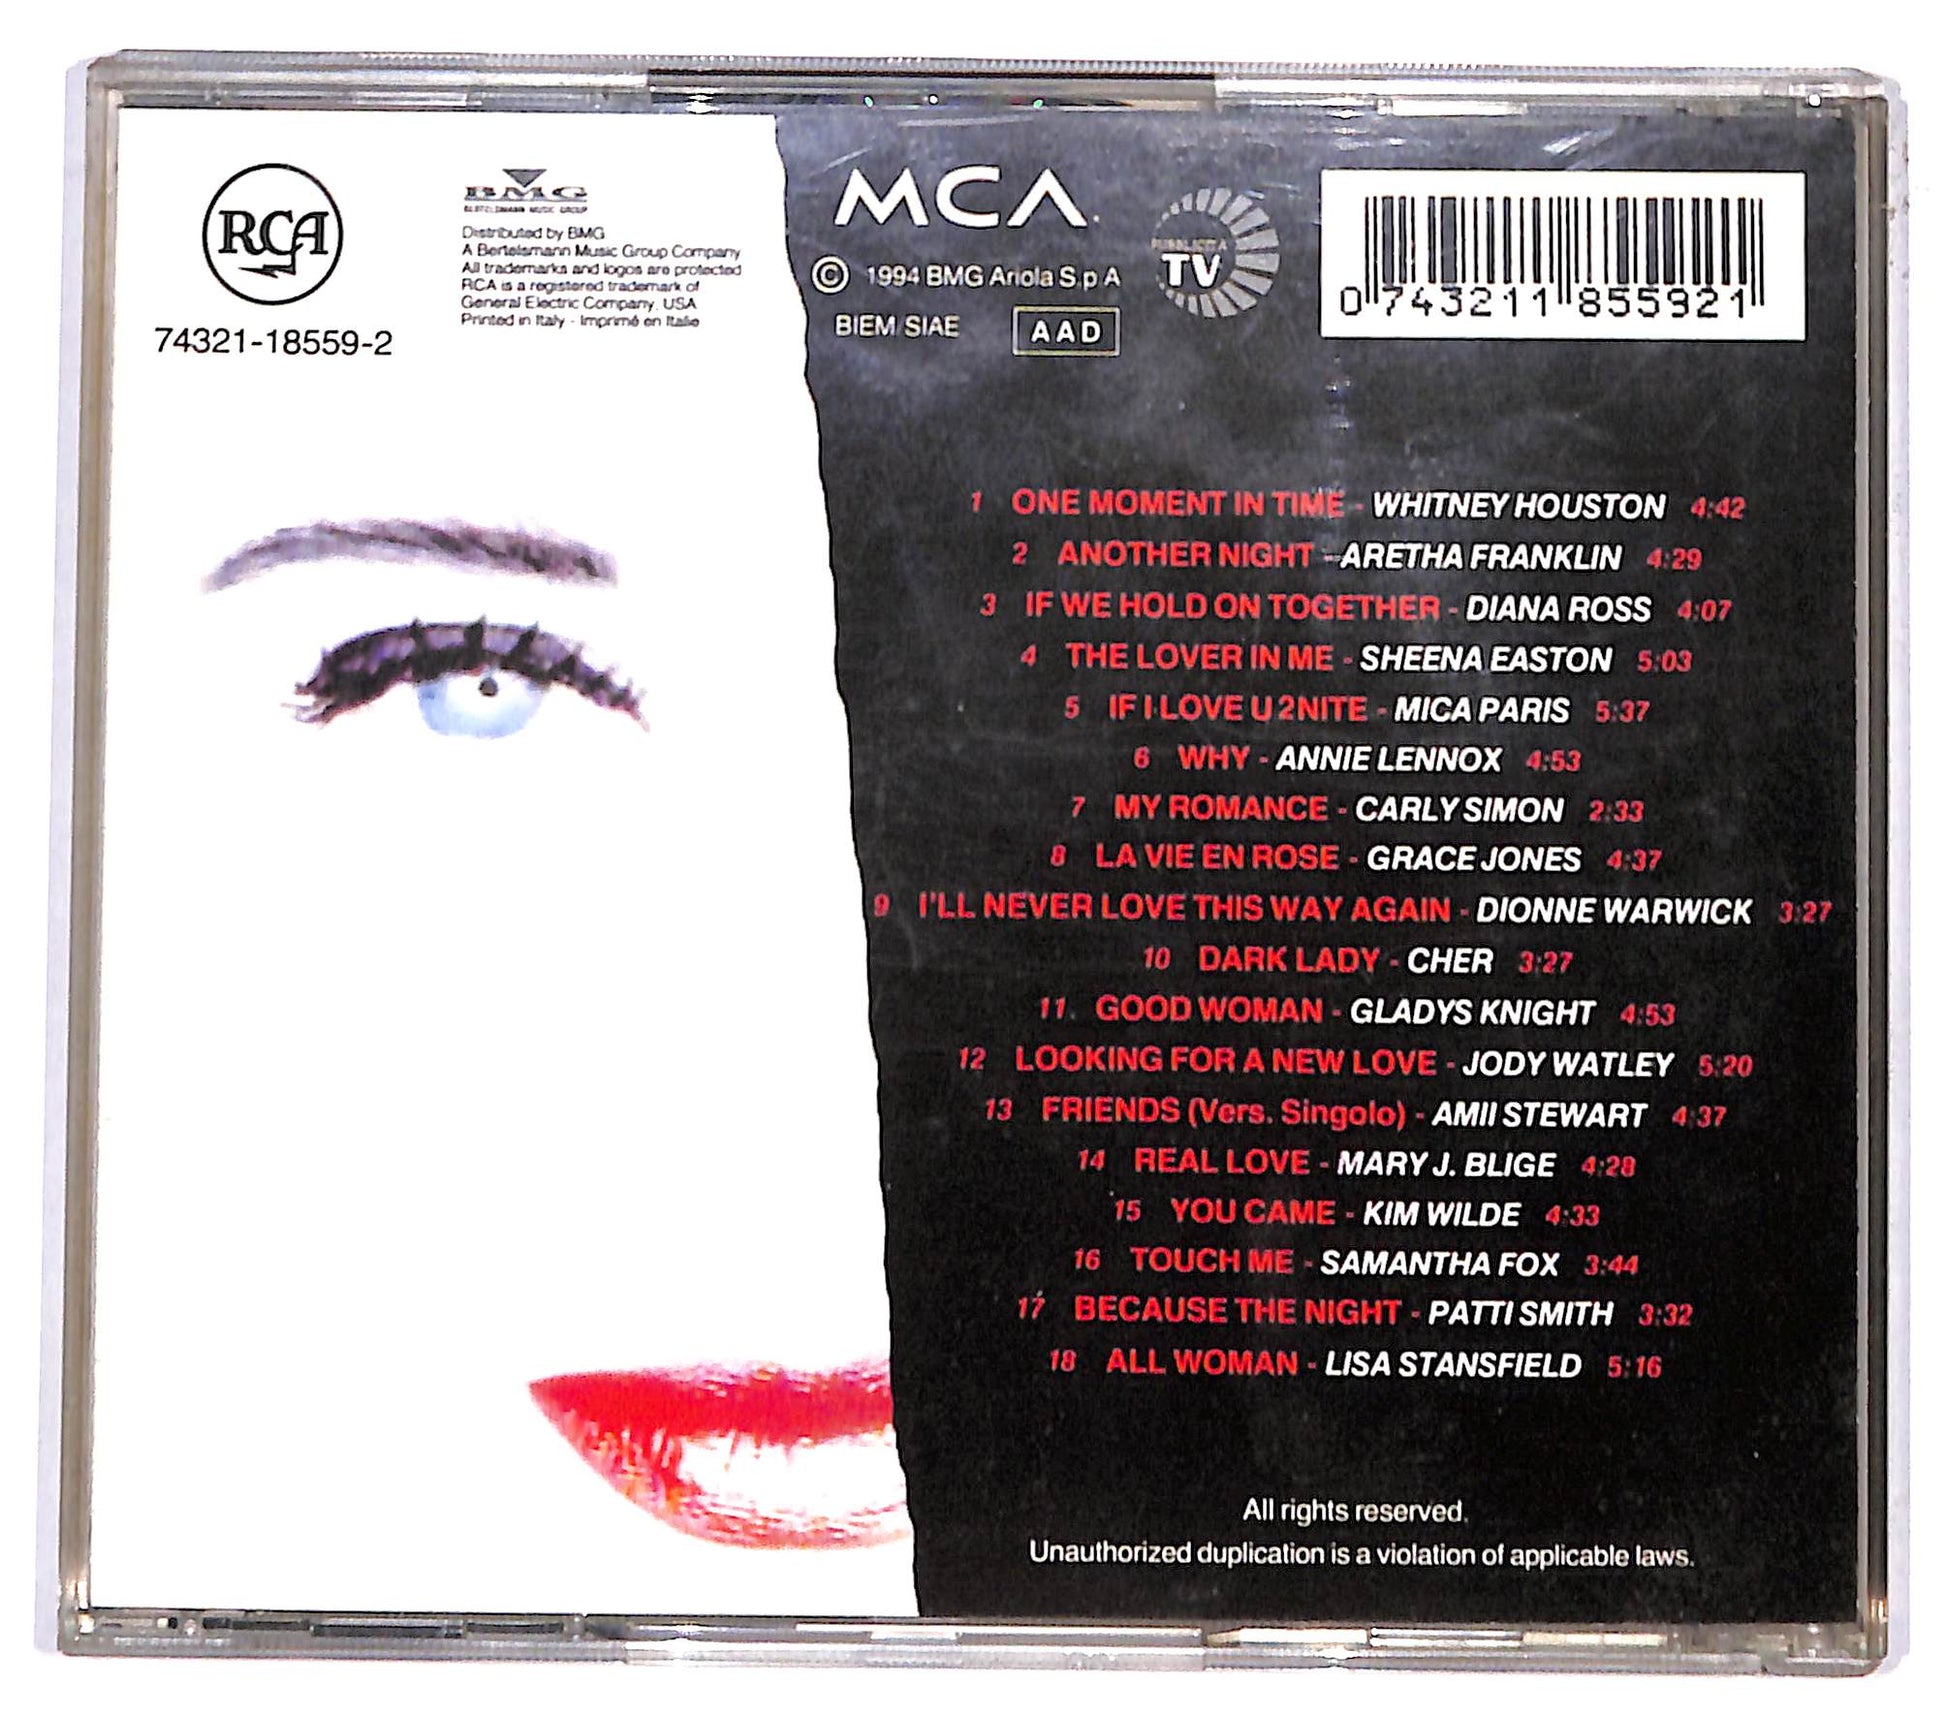 RCA
74321-18559-2
BMG
BERTELSMANN MUSIC GROUP
Distributed by BMG
A Bertelsmann Music Group Company
All trademarks and logos are protected
RCA is a registered trademark of
General Electric Company, USA
Printed in Italy - Imprimé en Italie
MCA
© 1994 BMG Ariola S.p.A
BIEM/SIAE AAD
PUBBLICITA
TV
0 743211 855921
1 ONE MOMENT IN TIME - WHITNEY HOUSTON 4:42
2 ANOTHER NIGHT - ARETHA FRANKLIN 4:29
3 IF WE HOLD ON TOGETHER - DIANA ROSS 4:07
4 THE LOVER IN ME - SHEENA EASTON 5:03
5 IF I LOVE U 2NITE - MICA PARIS 5:37
6 WHY - ANNIE LENNOX 4:53
7 MY ROMANCE - CARLY SIMON 2:33
8 LA VIE EN ROSE - GRACE JONES 4:37
9 I'LL NEVER LOVE THIS WAY AGAIN - DIONNE WARWICK 3:27
10 DARK LADY - CHER 3:27
11. GOOD WOMAN - GLADYS KNIGHT 4:53
12 LOOKING FOR A NEW LOVE - JODY WATLEY 5:20
13 FRIENDS (Vers. Singolo) - AMII STEWART 4:37
14 REAL LOVE - MARY J. BLIGE 4:28
15 YOU CAME - KIM WILDE 4:33
16 TOUCH ME - SAMANTHA FOX 3:44
17 BECAUSE THE NIGHT - PATTI SMITH 3:32
18 ALL WOMAN - LISA STANSFIELD 5:16
All rights reserved.
Unauthorized duplication is a violation of applicable laws.